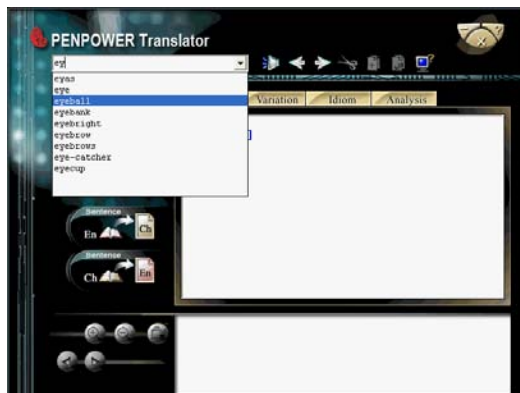 PENPOWER Translator
ey
eyas
eye
eyeball
eyebank
eyebright
eyebrow
eyebrows
eye-catcher
eyecup
Variation
Idiom
Analysis
Sentence
En
Ch
Sentence
Ch
En